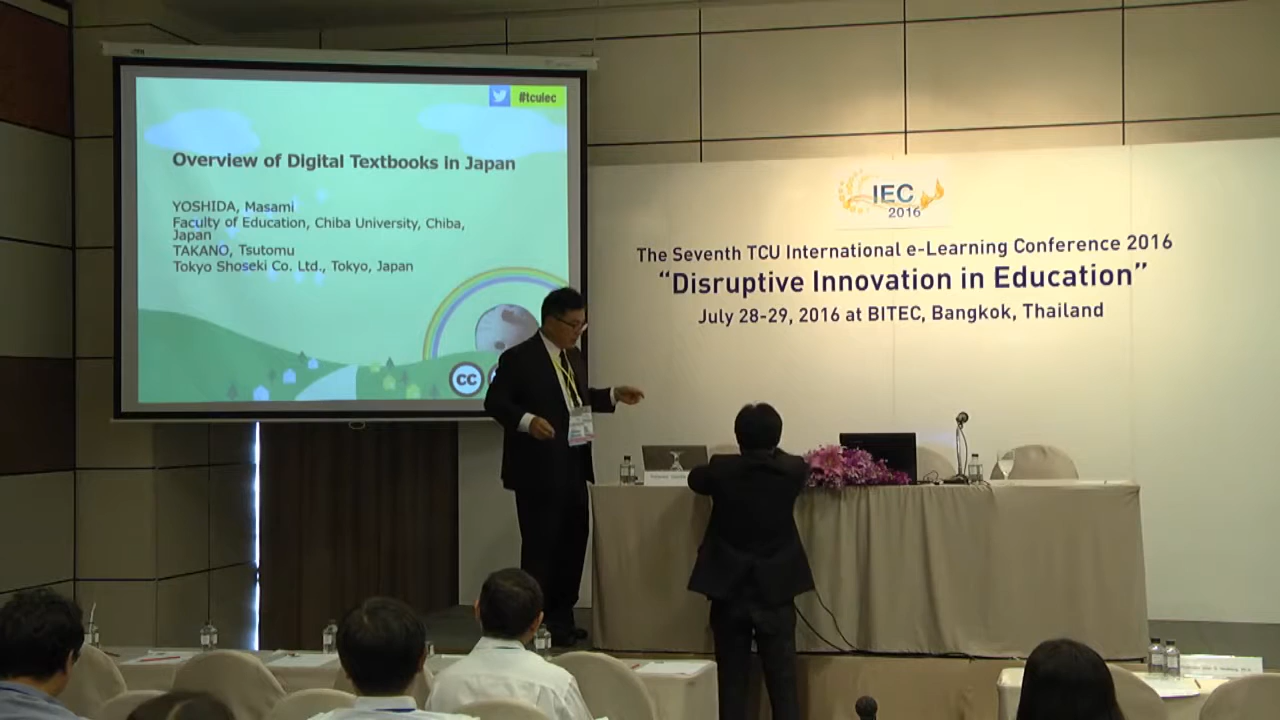 #tcuiec
Overview of Digital Textbooks in Japan
YOSHIDA, Masami
Faculty of Education, Chiba University, Chiba,
Japan
TAKANO, Tsutomu
Tokyo Shoseki Co. Ltd., Tokyo, Japan
cc
IEC
2016
The Seventh TCU International e-Learning Conference 2016
“Disruptive Innovation in Education”
July 28-29, 2016 at BITEC, Bangkok, Thailand